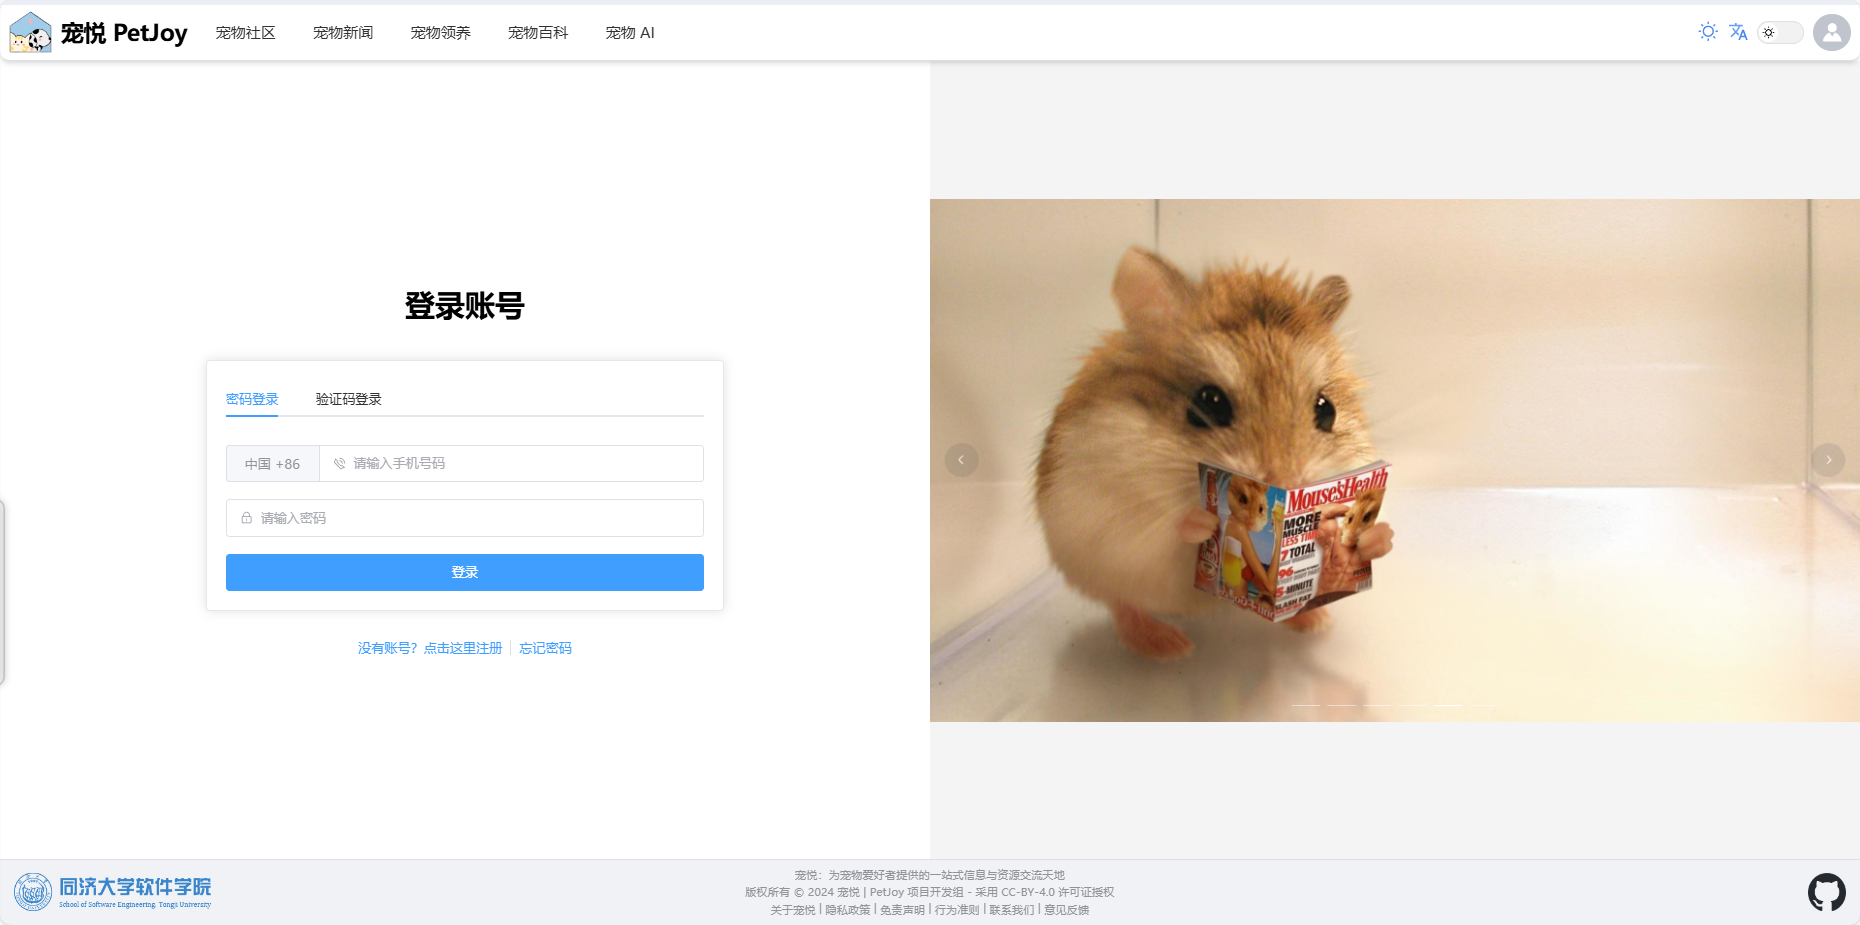 宠悦 PetJoy
宠物社区
宠物新闻
宠物领养
宠物百科
宠物 AI
登录账号
密码登录
验证码登录
中国 +86
请输入手机号码
请输入密码
登录
没有账号？点击这里注册
忘记密码
Mouse'sHealth
MORE
MUSCLE
LESS TIME
7 TOTAL
96
5-MINUTE
SLASH FAT
同济大学软件学院
School of Software Engineering, Tongji University
宠悦：为宠物爱好者提供的一站式信息与资源交流天地
版权所有 © 2024 宠悦 | PetJoy 项目开发组 - 采用 CC-BY-4.0 许可证授权
关于宠悦 | 隐私政策 | 免责声明 | 行为准则 | 联系我们 | 意见反馈